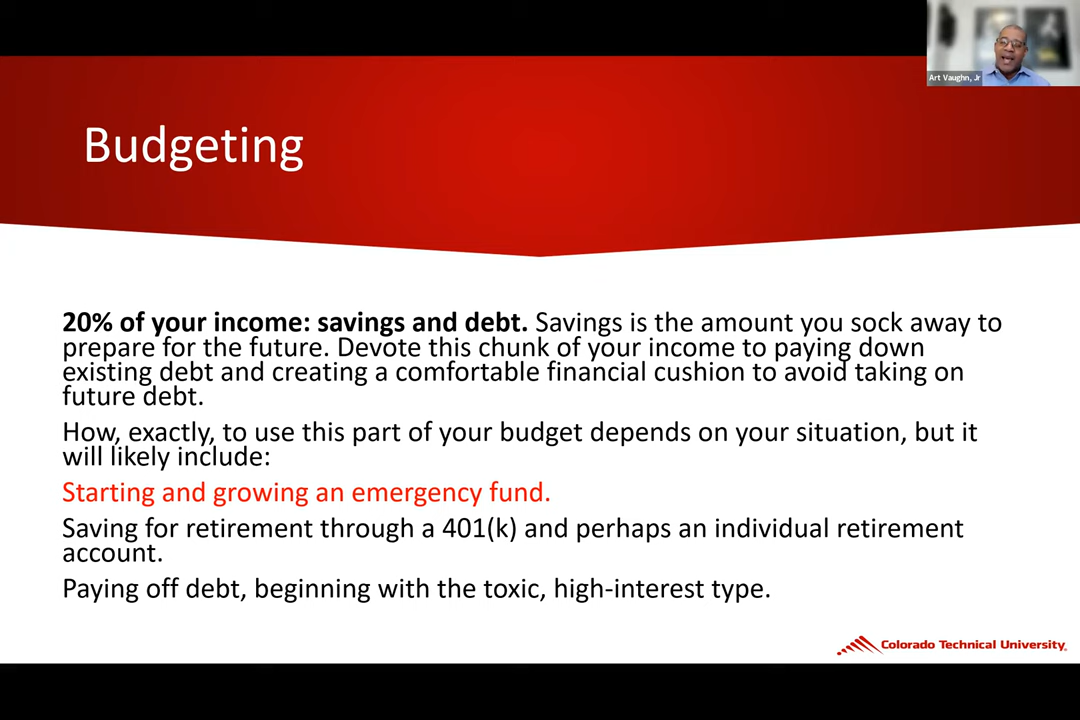 Art Vaughn, Jr
Budgeting
20% of your income: savings and debt. Savings is the amount you sock away to
prepare for the future. Devote this chunk of your income to paying down
existing debt and creating a comfortable financial cushion to avoid taking on
future debt.
How, exactly, to use this part of your budget depends on your situation, but it
will likely include:
Starting and growing an emergency fund.
Saving for retirement through a 401(k) and perhaps an individual retirement
account.
Paying off debt, beginning with the toxic, high-interest type.
Colorado Technical University